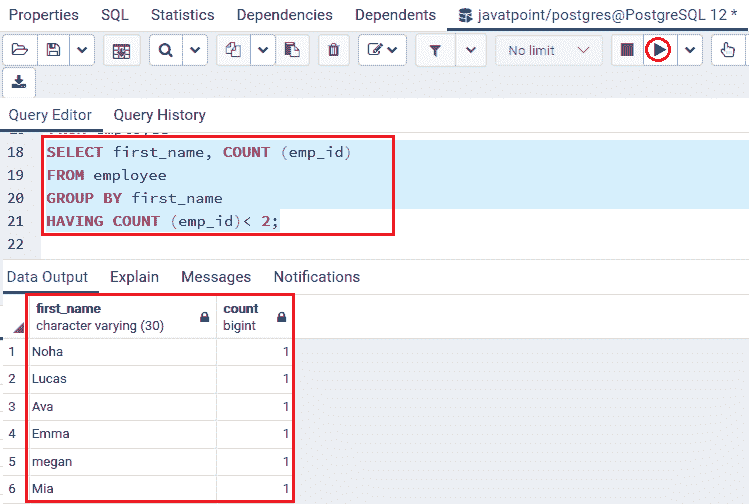 Properties SQL Statistics Dependencies Dependents javatpoint/postgres@PostgreSQL 12 *
No limit
Query Editor Query History
18 SELECT first_name, COUNT (emp_id)
19 FROM employee
20 GROUP BY first_name
21 HAVING COUNT (emp_id)< 2;
22
Data Output Explain Messages Notifications
first_name count
character varying (30) bigint
1 Noha 1
2 Lucas 1
3 Ava 1
4 Emma 1
5 megan 1
6 Mia 1